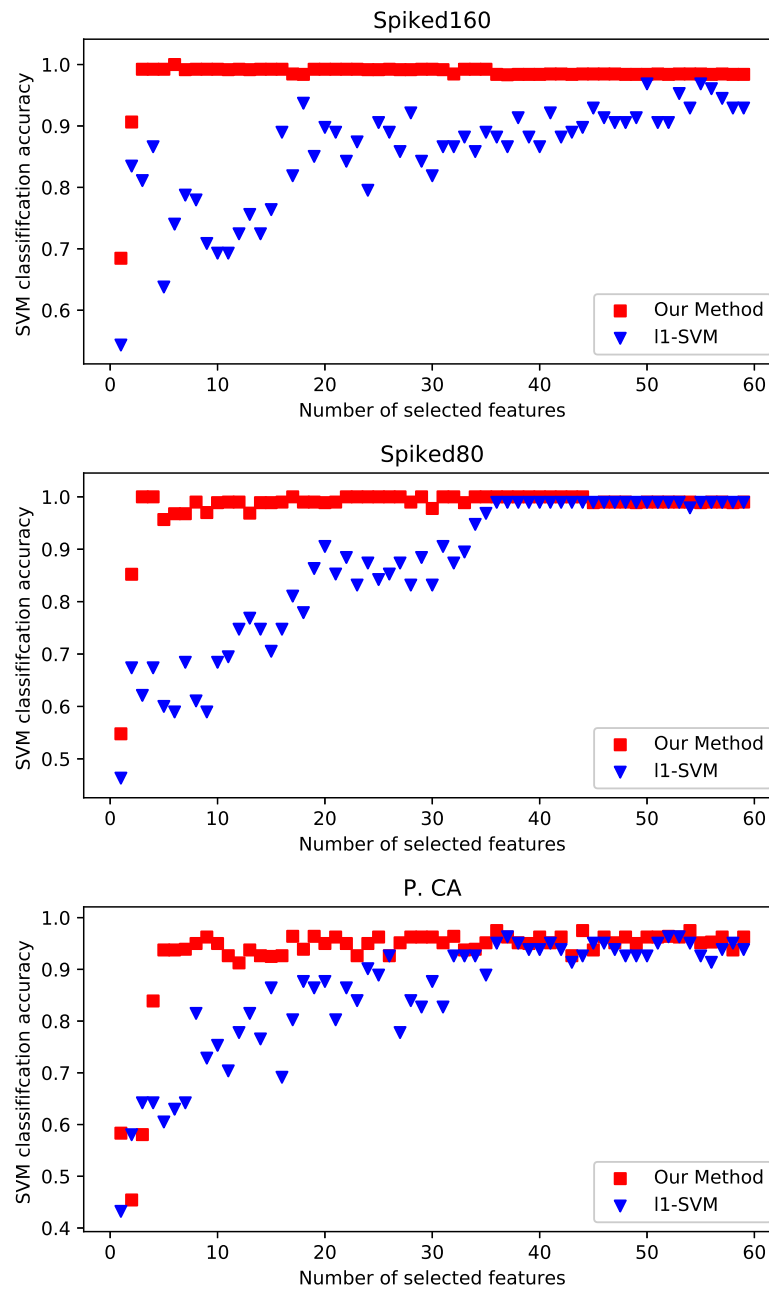 Spiked160
SVM classififcation accuracy
1.0
0.9
0.8
0.7
0.6
Our Method
l1-SVM
0 10 20 30 40 50 60
Number of selected features
Spiked80
SVM classififcation accuracy
1.0
0.9
0.8
0.7
0.6
0.5
Our Method
l1-SVM
0 10 20 30 40 50 60
Number of selected features
P. CA
SVM classififcation accuracy
1.0
0.9
0.8
0.7
0.6
0.5
0.4
Our Method
l1-SVM
0 10 20 30 40 50 60
Number of selected features